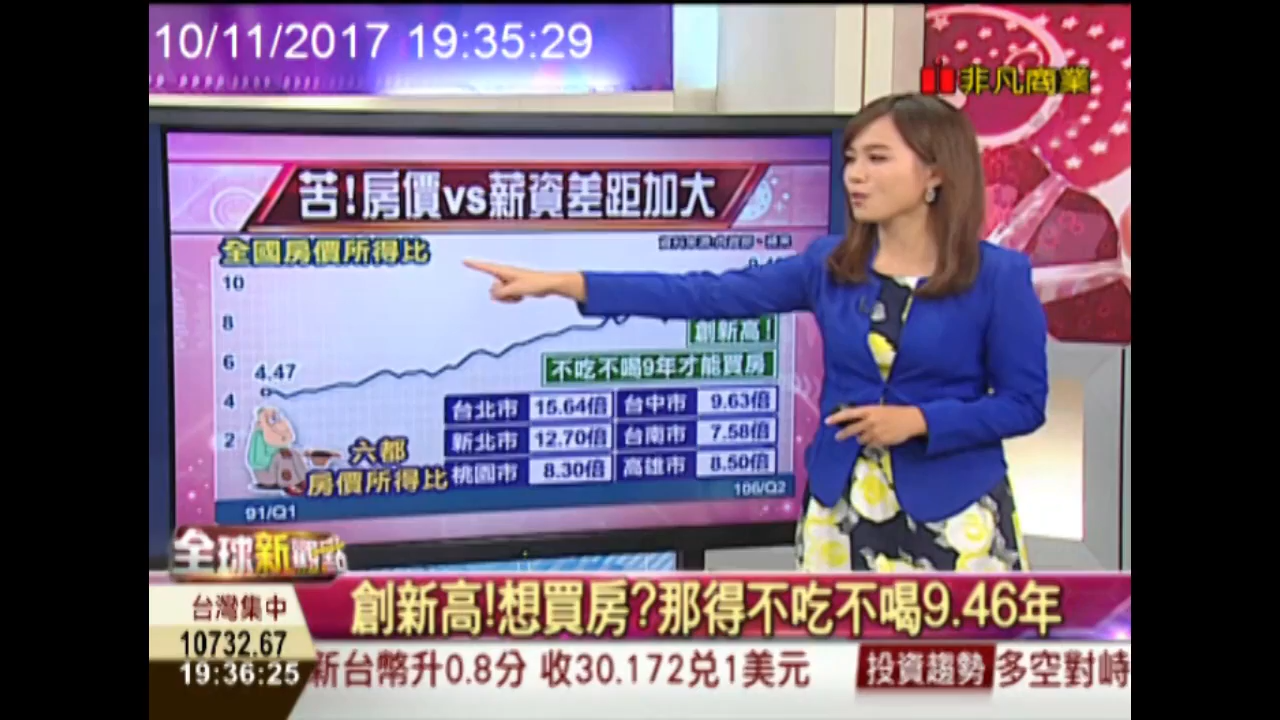 10/11/2017 19:35:29
非凡商業
苦!房價vs薪資差距加大
全國房價所得比
10
8
6
4
2
4.47
創新高!
不吃不喝9年才能買房
台北市 15.64倍 台中市 9.63倍
新北市 12.70倍 台南市 7.58倍
桃園市 8.30倍 高雄市 8.50倍
六都
房價所得比
91/Q1
106/Q2
全球新觀點
創新高!想買房?那得不吃不喝9.46年
台灣集中
10732.67
19:36:25
新台幣升0.8分 收30.172兌1美元
投資趨勢 多空對峙